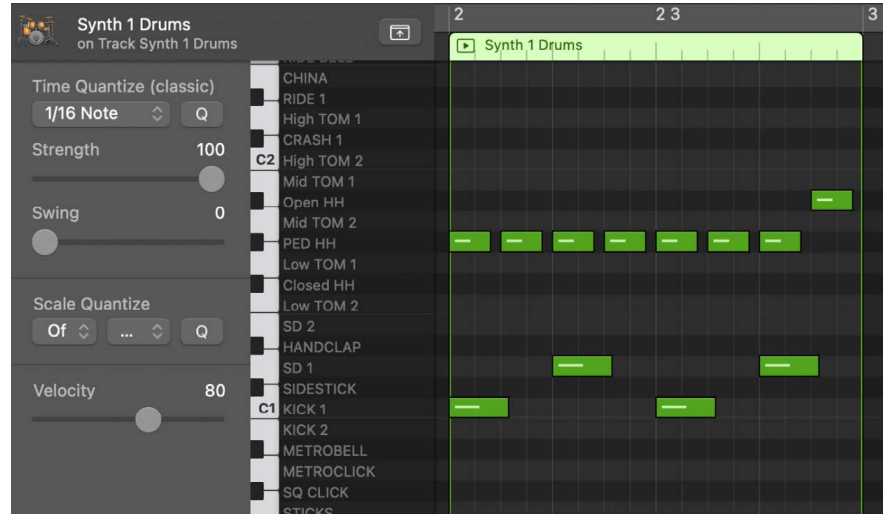 Synth 1 Drums
on Track Synth 1 Drums
2
2 3
3
Synth 1 Drums
Time Quantize (classic)
1/16 Note
Q
Strength
100
Swing
0
Scale Quantize
Of
...
Q
Velocity
80
C2
C1
RIDE BELL
CHINA
RIDE 1
High TOM 1
CRASH 1
High TOM 2
Mid TOM 1
Open HH
Mid TOM 2
PED HH
Low TOM 1
Closed HH
Low TOM 2
SD 2
HANDCLAP
SD 1
SIDESTICK
KICK 1
KICK 2
METROBELL
METROCLICK
SQ CLICK
STICKS